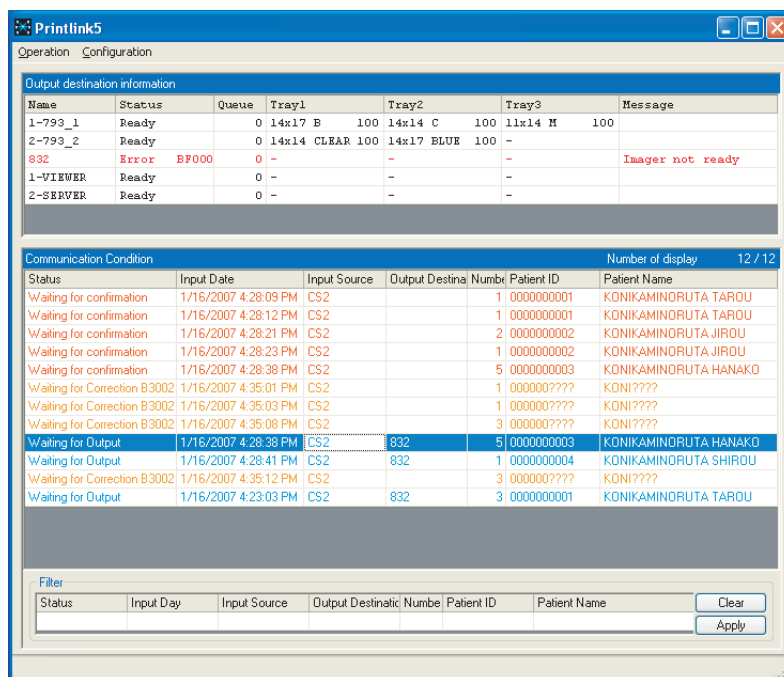 Printlink5
Operation Configuration
Output destination information
Name Status Queue Tray1 Tray2 Tray3 Message
1-793_1 Ready 0 14x17 B 100 14x14 C 100 11x14 M 100
2-793_2 Ready 0 14x14 CLEAR 100 14x17 BLUE 100 -
832 Error BF000 0 - - - Imager not ready
1-VIEWER Ready 0 - - -
2-SERVER Ready 0 - - -
Communication Condition Number of display 12 / 12
Status Input Date Input Source Output Destina Numbe Patient ID Patient Name
Waiting for confirmation 1/16/2007 4:28:09 PM CS2 1 0000000001 KONIKAMINORUTA TAROU
Waiting for confirmation 1/16/2007 4:28:12 PM CS2 1 0000000001 KONIKAMINORUTA TAROU
Waiting for confirmation 1/16/2007 4:28:21 PM CS2 2 0000000002 KONIKAMINORUTA JIROU
Waiting for confirmation 1/16/2007 4:28:23 PM CS2 1 0000000002 KONIKAMINORUTA JIROU
Waiting for confirmation 1/16/2007 4:28:38 PM CS2 5 0000000003 KONIKAMINORUTA HANAKO
Waiting for Correction B3002 1/16/2007 4:35:01 PM CS2 1 000000???? KONI????
Waiting for Correction B3002 1/16/2007 4:35:03 PM CS2 1 000000???? KONI????
Waiting for Correction B3002 1/16/2007 4:35:08 PM CS2 3 000000???? KONI????
Waiting for Output 1/16/2007 4:28:38 PM CS2 832 5 0000000003 KONIKAMINORUTA HANAKO
Waiting for Output 1/16/2007 4:28:41 PM CS2 832 1 0000000004 KONIKAMINORUTA SHIROU
Waiting for Correction B3002 1/16/2007 4:35:12 PM CS2 3 000000???? KONI????
Waiting for Output 1/16/2007 4:23:03 PM CS2 832 3 0000000001 KONIKAMINORUTA TAROU
Filter
Status Input Day Input Source Output Destinatic Numbe Patient ID Patient Name Clear
Apply